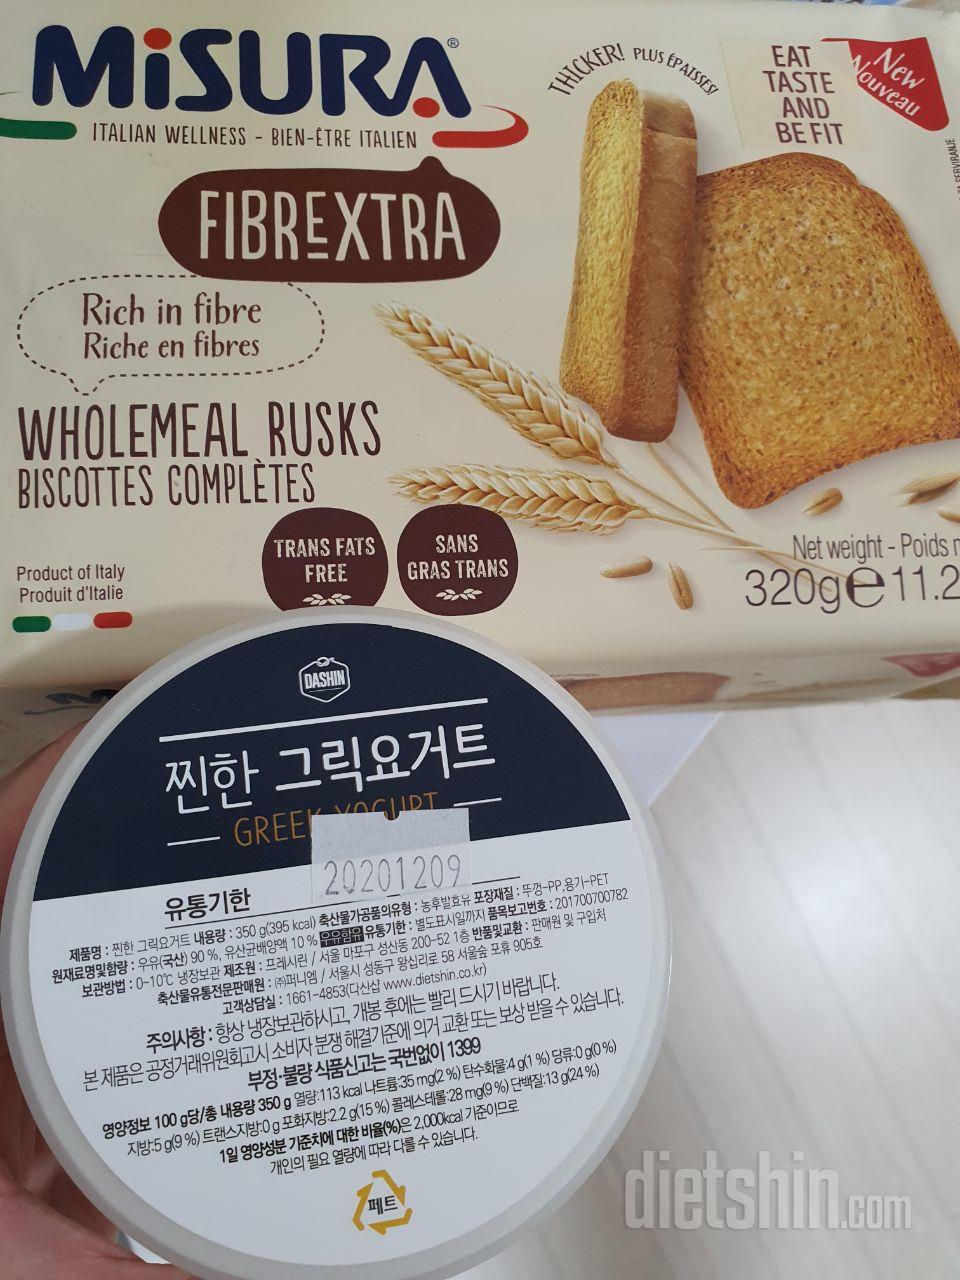 MiSURA®
ITALIAN WELLNESS - BIEN-ÊTRE ITALIEN
THICKER! PLUS ÉPAISSES!
EAT
TASTE
AND
BE FIT
New
Nouveau
FIBREXTRA
Rich in fibre
Riche en fibres
WHOLEMEAL RUSKS
BISCOTTES COMPLÈTES
TRANS FATS
FREE
SANS
GRAS TRANS
Product of Italy
Produit d'Italie
Net weight - Poids
320g e 11.2
DASHIN
찐한 그릭요거트
GREEK YOGURT
20201209
유통기한
제품명 : 찐한 그릭요거트 내용량 : 350 g(395 kcal) 축산물가공품의유형 : 농후발효유 포장재질 : 뚜껑-PP,용기-PET
원재료명및함량 : 우유(국산) 90 %, 유산균배양액 10 % 우유함유 유통기한 : 별도표시일까지 품목보고번호 : 201700700782
보관방법 : 0~10℃ 냉장보관 제조원 : 프레시린 / 서울 마포구 성산동 200-52 1층 반품및교환 : 판매원 및 구입처
축산물유통전문판매원 : ㈜퍼니엠 / 서울시 성동구 왕십리로 58 서울숲 포휴 905호
고객상담실 : 1661-4853(다신샵 www.dietshin.co.kr)
주의사항 : 항상 냉장보관하시고, 개봉 후에는 빨리 드시기 바랍니다.
본 제품은 공정거래위원회고시 소비자 분쟁 해결기준에 의거 교환 또는 보상 받을 수 있습니다.
부정·불량 식품신고는 국번없이 1399
영양정보 100 g당/총 내용량 350 g 열량:113 kcal 나트륨:35 mg(2 %) 탄수화물:4 g(1 %) 당류:0 g(0 %)
지방:5 g(9 %) 트랜스지방:0 g 포화지방:2.2 g(15 %) 콜레스테롤:28 mg(9 %) 단백질:13 g(24 %)
1일 영양성분 기준치에 대한 비율(%)은 2,000kcal 기준이므로
개인의 필요 열량에 따라 다를 수 있습니다.
페트
dietshin.com